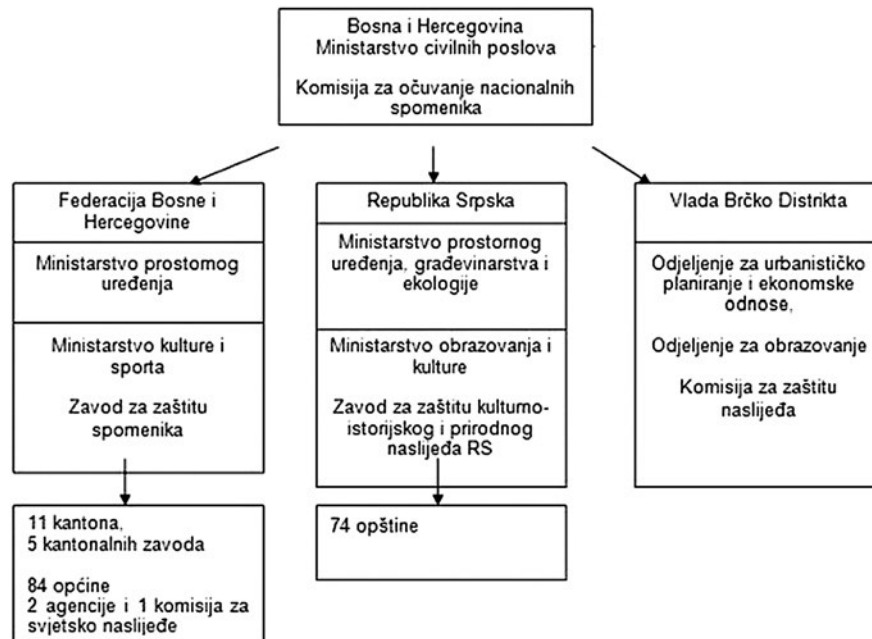 Bosna i Hercegovina
Ministarstvo civilnih poslova
Komisija za očuvanje nacionalnih
spomenika
Federacija Bosne i
Hercegovine
Ministarstvo prostornog
uređenja
Ministarstvo kulture i
sporta
Zavod za zaštitu
spomenika
11 kantona,
5 kantonalnih zavoda
84 općine
2 agencije i 1 komisija za
svjetsko naslijeđe
Republika Srpska
Ministarstvo prostornog
uređenja, građevinarstva i
ekologije
Ministarstvo obrazovanja i
kulture
Zavod za zaštitu kulturno-
istorijskog i prirodnog
naslijeđa RS
74 opštine
Vlada Brčko Distrikta
Odjeljenje za urbanističko
planiranje i ekonomske
odnose,
Odjeljenje za obrazovanje
Komisija za zaštitu
naslijeđa